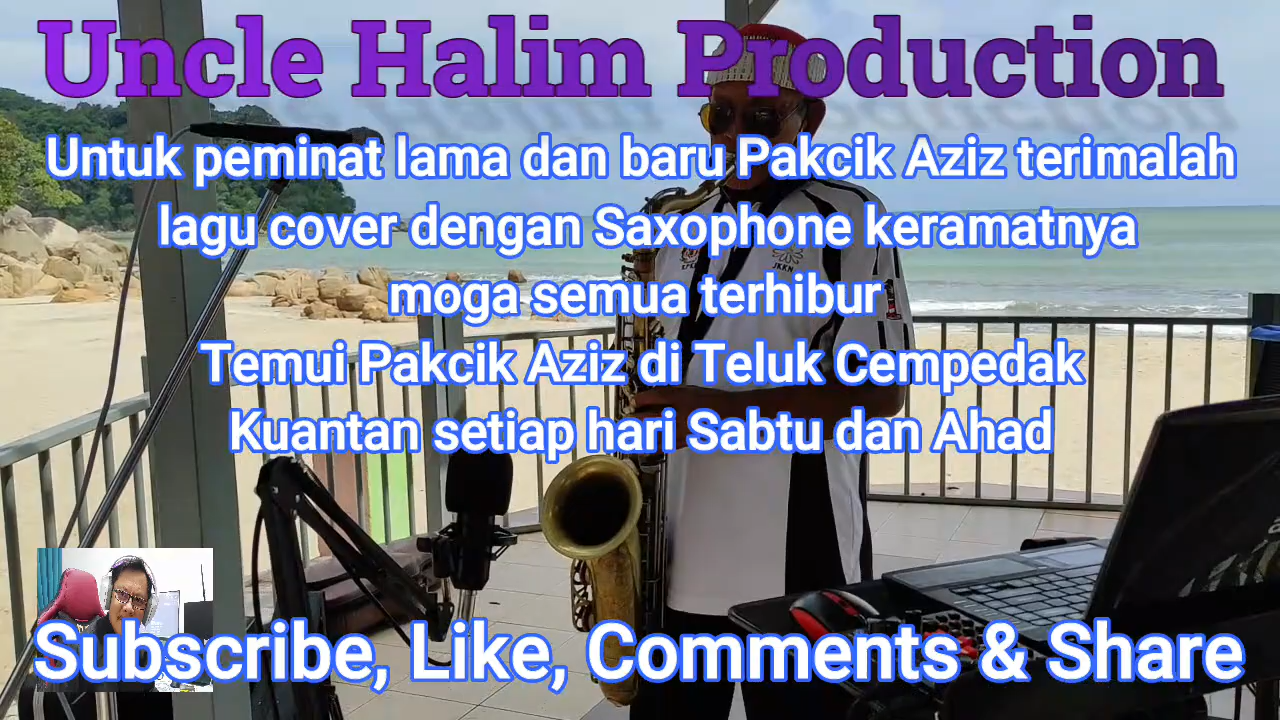 Uncle Halim Production
Untuk peminat lama dan baru Pakcik Aziz terimalah
lagu cover dengan Saxophone keramatnya
moga semua terhibur
Temui Pakcik Aziz di Teluk Cempedak
Kuantan setiap hari Sabtu dan Ahad
JKKN
Subscribe, Like, Comments & Share